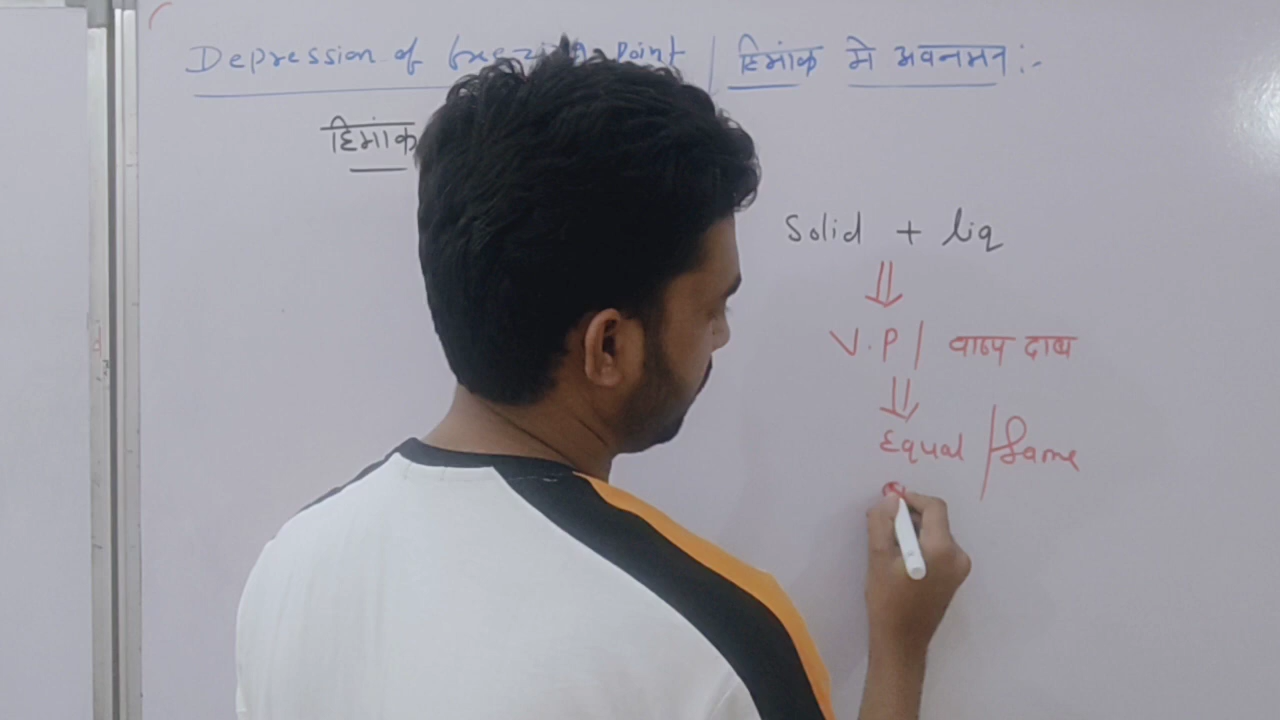 Depression of freezing Point / हिमांक मे अवनमन :-
हिमांक
Solid + liq
V.P / वाष्प दाब
Equal / Same